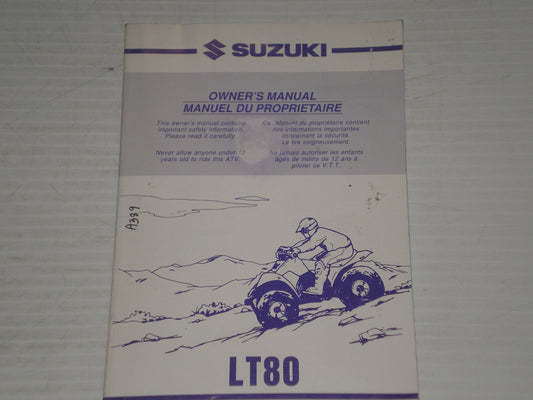 SUZUKI
OWNER'S MANUAL
MANUEL DU PROPRIETAIRE
This owner's manual contains
important safety information.
Please read it carefully.
Never allow anyone under 12
years old to ride this ATV.
Ce Manuel du propriétaire contient
des informations importantes
concernant la sécurité.
Le lire soigneusement.
Ne jamais autoriser les enfants
âgés de moins de 12 ans à
piloter ce V.T.T.
A389
LT80